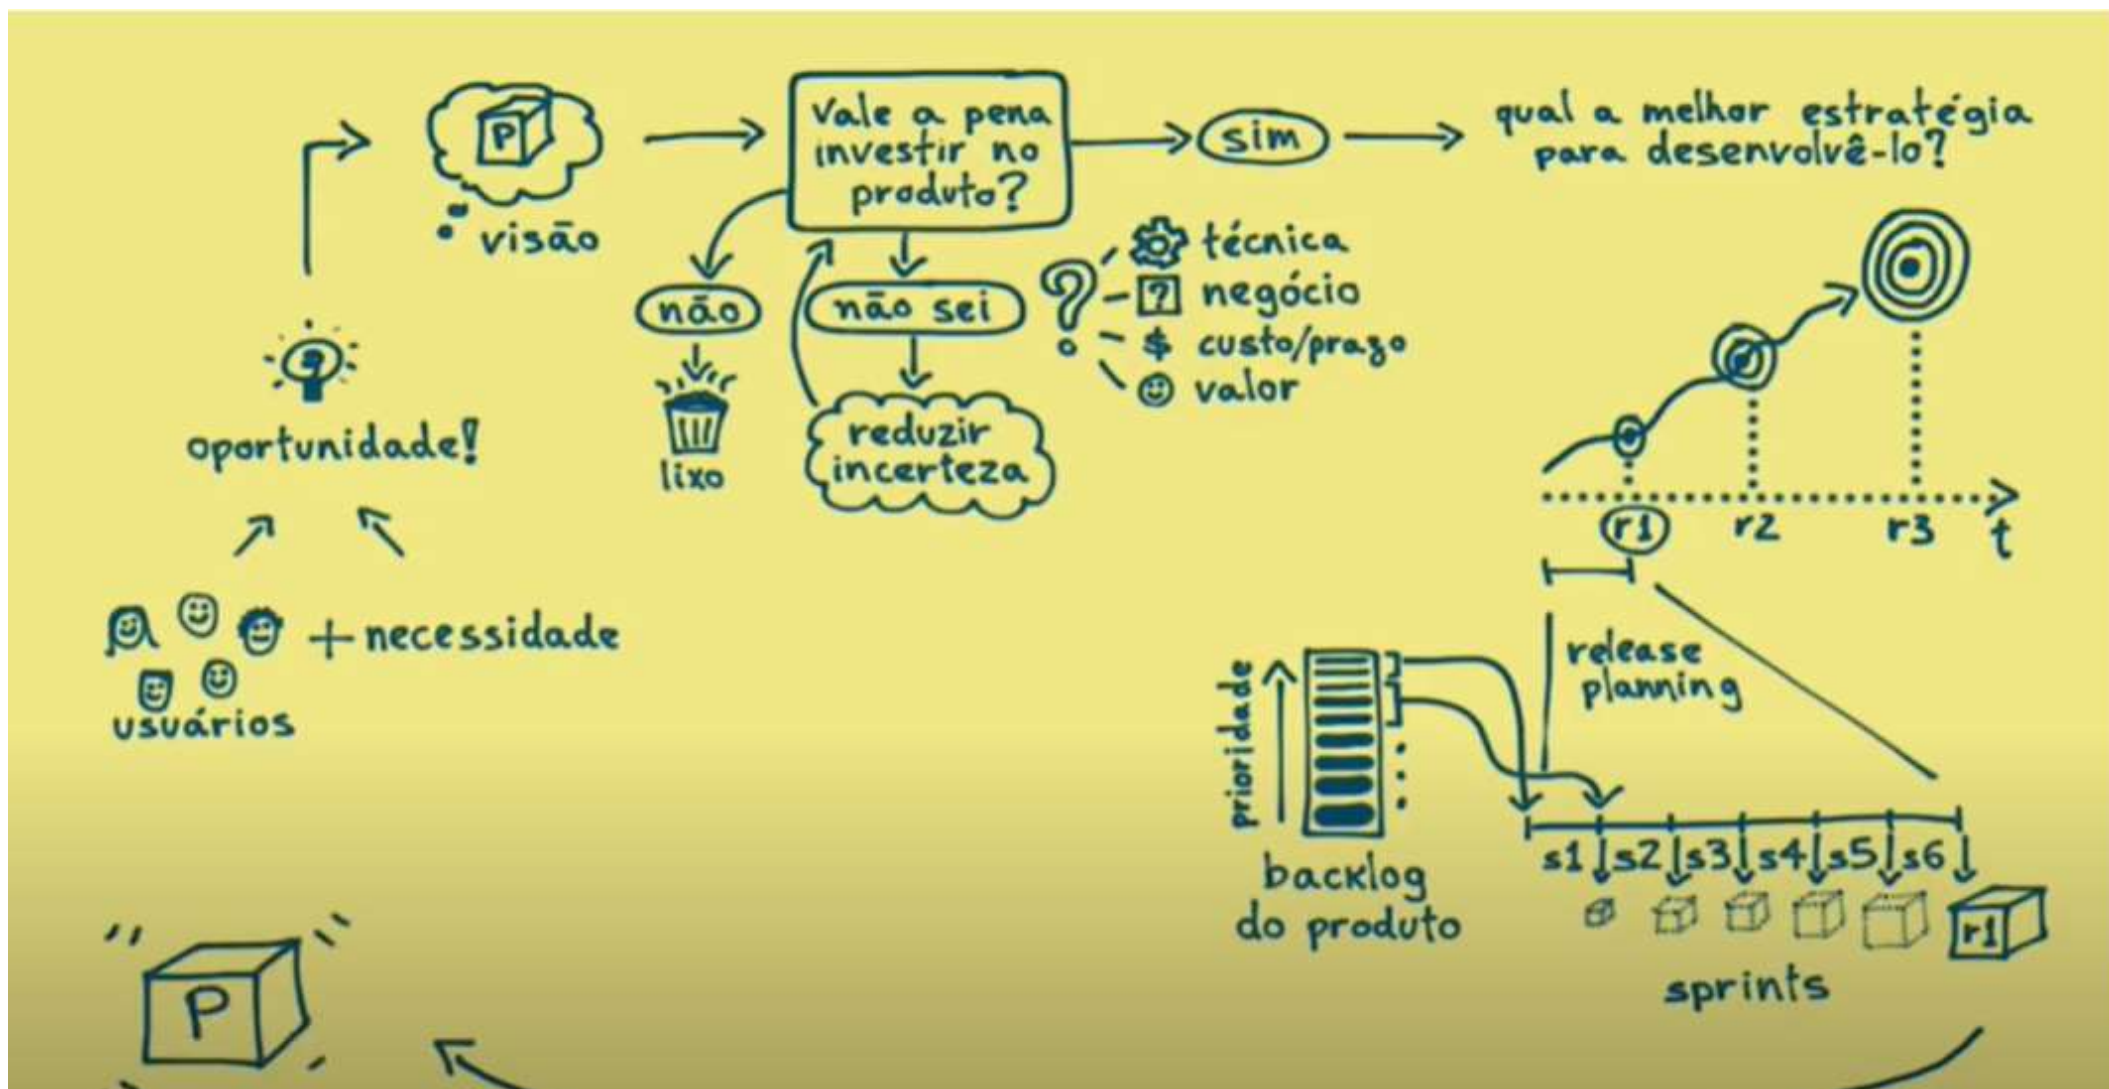 P
visão
Vale a pena
investir no
produto?
sim
qual a melhor estratégia
para desenvolvê-lo?
não
lixo
não sei
reduzir
incerteza
?
técnica
? negócio
$ custo/prazo
valor
oportunidade!
usuários
+ necessidade
r1
r2
r3
t
release
planning
prioridade
backlog
do produto
s1
s2
s3
s4
s5
s6
r1
sprints
P